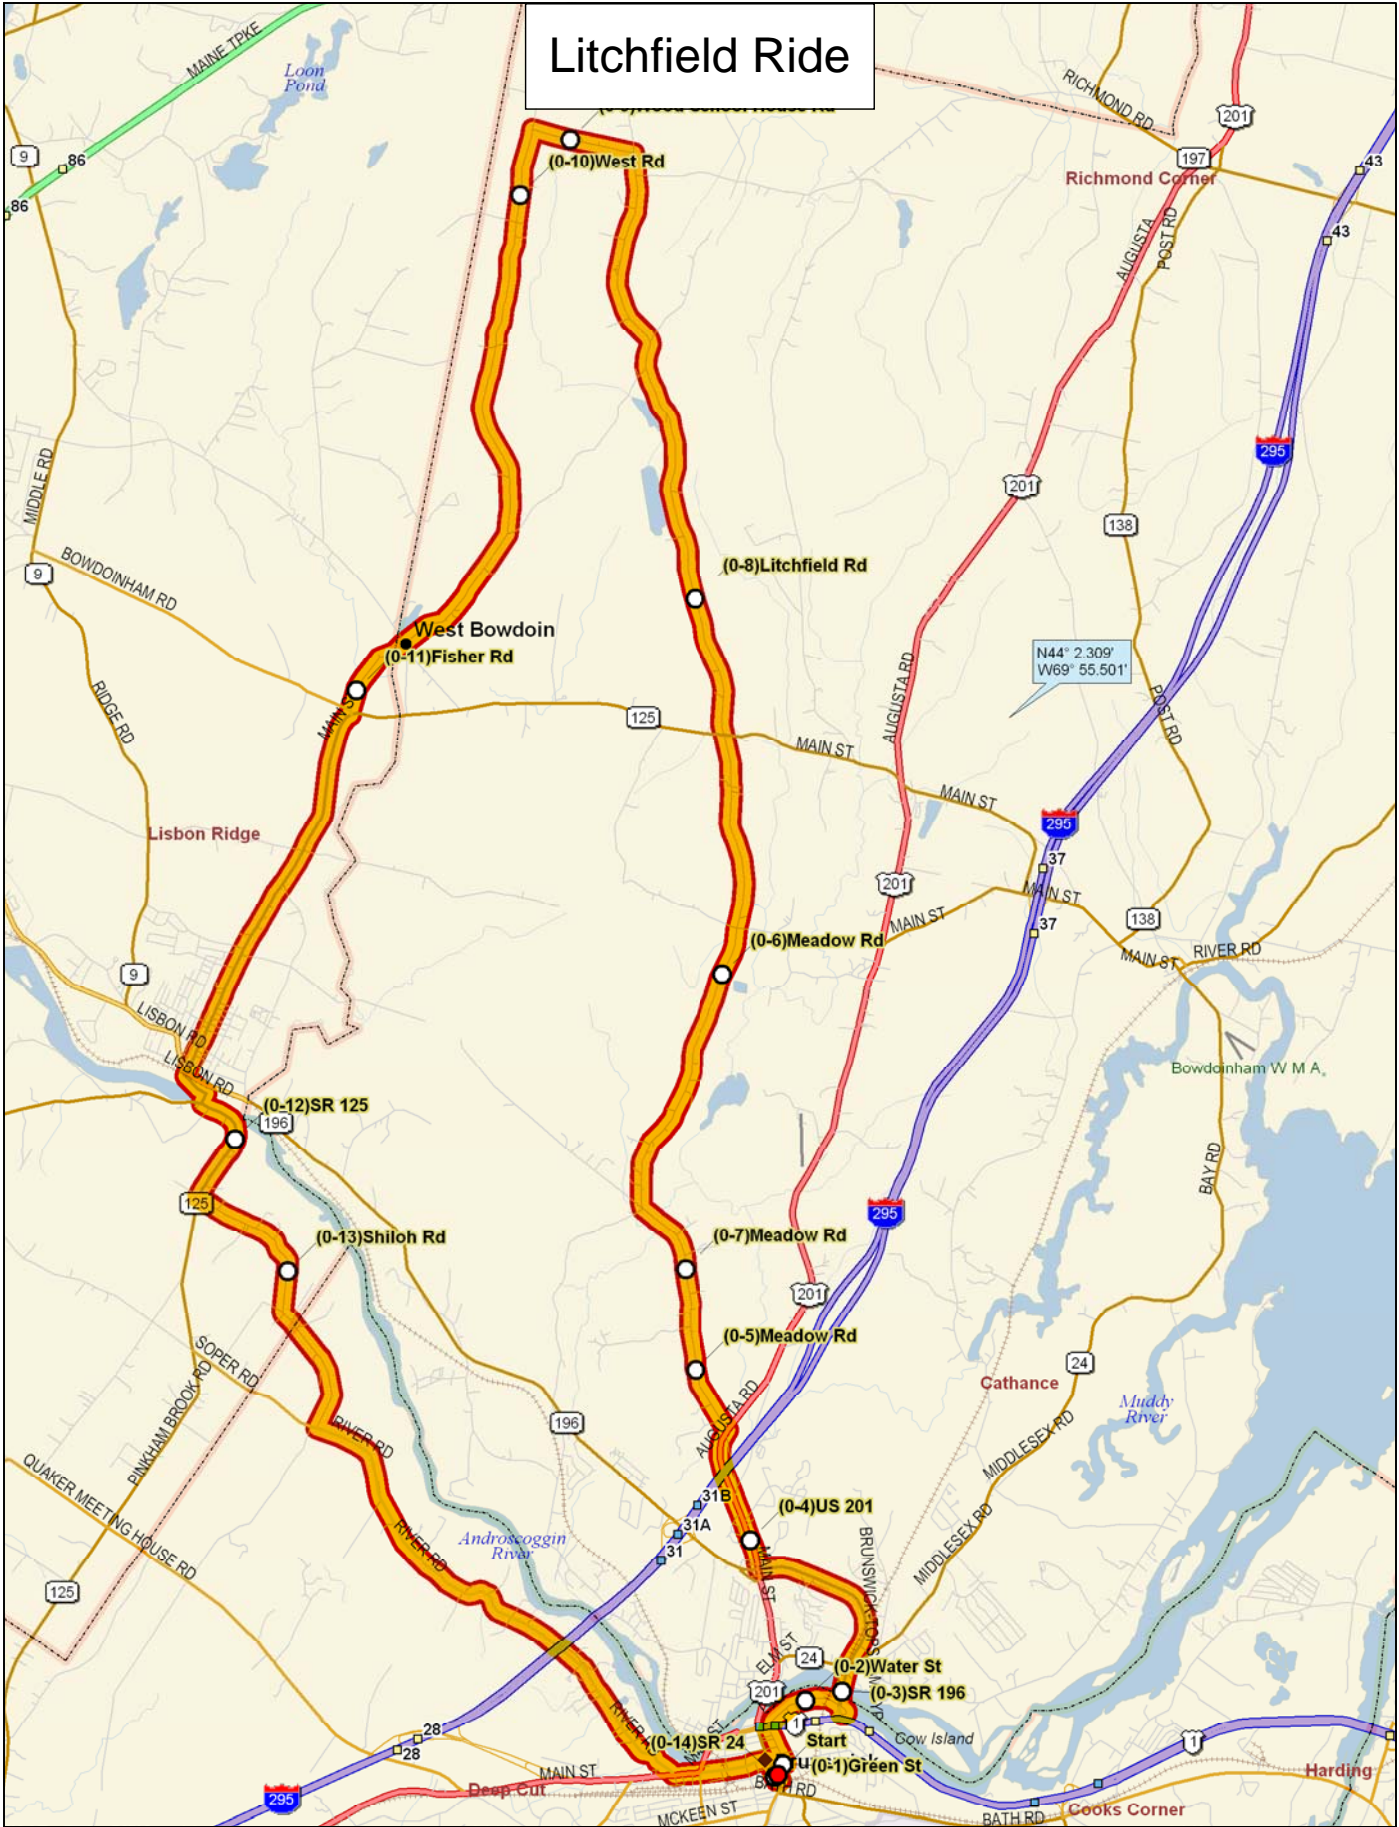 Litchfield Ride
MAINE TPKE
Loon
Pond
RICHMOND RD
201
9
86
197
43
86
(0-10)West Rd
Richmond Corner
43
AUGUSTA
POST RD
295
MIDDLE RD
201
138
BOWDOINHAM RD
9
(0-8)Litchfield Rd
West Bowdoin
(0-11)Fisher Rd
N44° 2.309'
W69° 55.501'
RIDGE RD
MAIN S
125
AUGUSTA RD
POST RD
MAIN ST
MAIN ST
295
Lisbon Ridge
37
201
MAIN ST
MAIN ST
138
37
(0-6)Meadow Rd
RIVER RD
MAIN ST
9
LISBON RD
LISBON RD
Bowdoinham W M A
(0-12)SR 125
196
BAY RD
125
295
(0-13)Shiloh Rd
(0-7)Meadow Rd
201
(0-5)Meadow Rd
SOPER RD
24
PINKHAM BROOK RD
Cathance
Muddy
River
AUGUSTA RD
196
RIVER RD
MIDDLESEX RD
QUAKER MEETING HOUSE RD
31B
(0-4)US 201
31A
Androscoggin
River
31
RIVER RD
MIDDLESEX RD
MAIN ST
125
ELM ST
24
(0-2)Water St
201
(0-3)SR 196
RIVER
28
28
(0-14)SR 24
1
Start
Cow Island
1
(0-1)Green St
MAIN ST
Harding
Deep Cut
295
MCKEEN ST
BATH RD
BATH RD
Cooks Corner